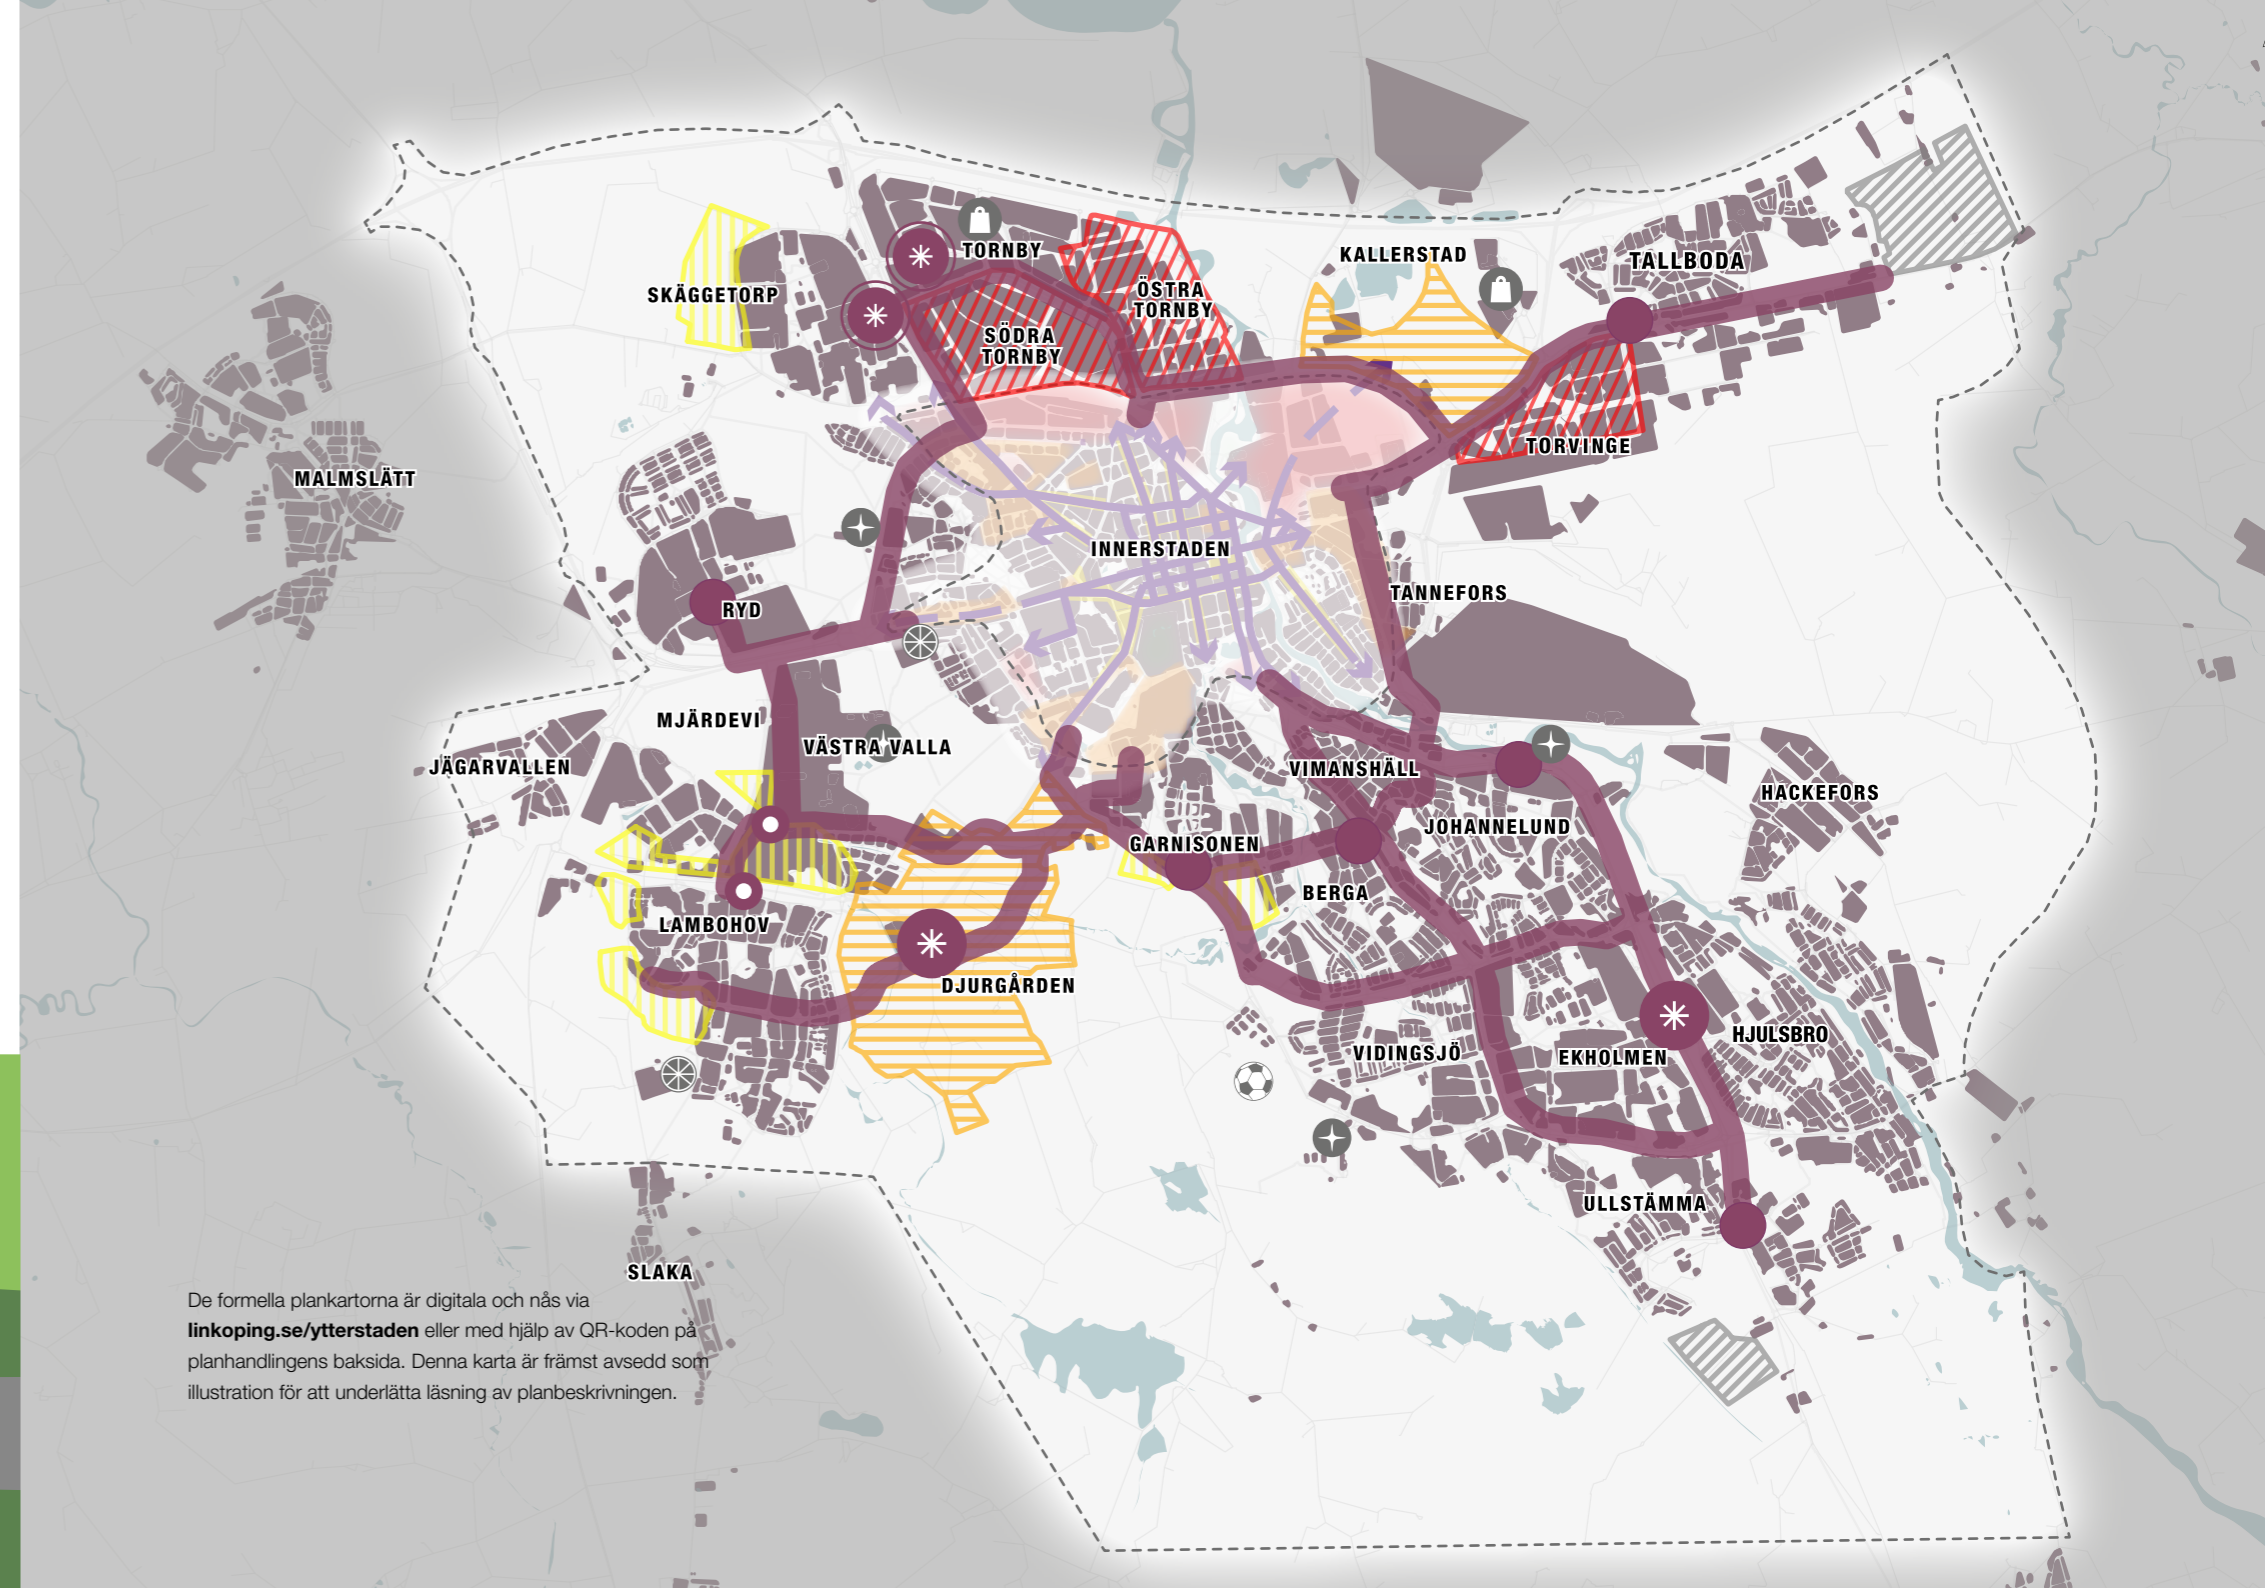 TORNBY
KALLERSTAD
TALLBODA
SKÄGGETORP
ÖSTRA
TORNBY
SÖDRA
TORNBY
TORVINGE
MALMSLÄTT
INNERSTADEN
TANNEFORS
RYD
MJÄRDEVI
VÄSTRA VALLA
JÄGARVALLEN
VIMANSHÄLL
HACKEFORS
JOHANNELUND
GARNISONEN
BERGA
LAMBOHOV
DJURGÅRDEN
HJULSBRO
VIDINGSJÖ
EKHOLMEN
ULLSTÄMMA
SLAKA
De formella plankartorna är digitala och nås via
linkoping.se/ytterstaden eller med hjälp av QR-koden på
planhandlingens baksida. Denna karta är främst avsedd som
illustration för att underlätta läsning av planbeskrivningen.